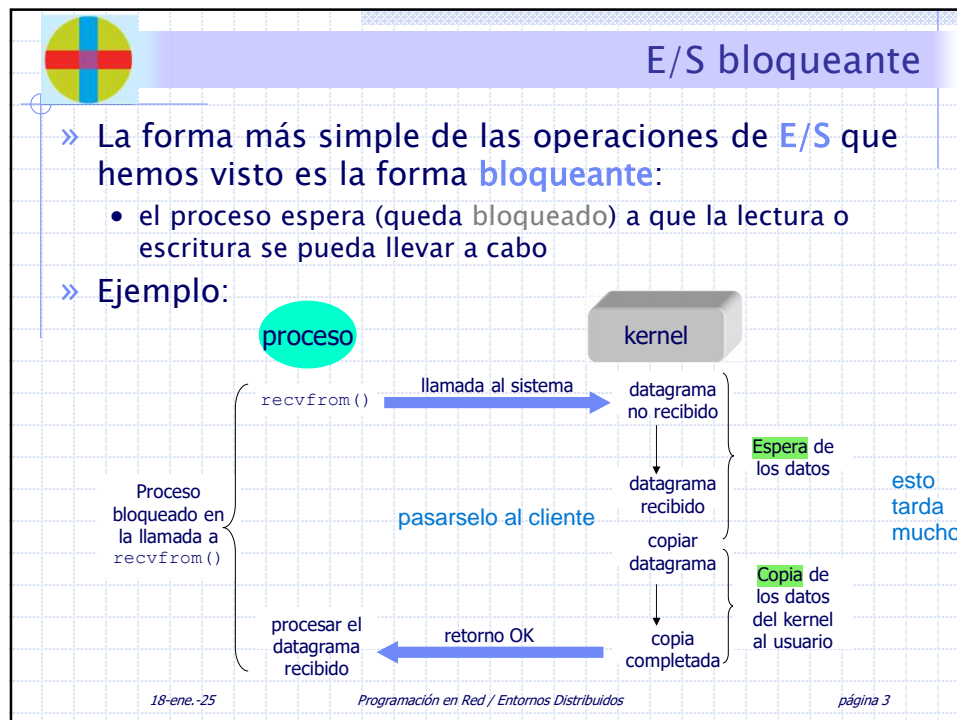 E/S bloqueante
» La forma más simple de las operaciones de E/S que
hemos visto es la forma bloqueante:
• el proceso espera (queda bloqueado) a que la lectura o
escritura se pueda llevar a cabo
» Ejemplo:
proceso
kernel
recvfrom()
llamada al sistema
datagrama
no recibido
Espera de
los datos
datagrama
recibido
esto
tarda
mucho
Proceso
bloqueado en
la llamada a
recvfrom()
pasarselo al cliente
copiar
datagrama
Copia de
los datos
del kernel
al usuario
procesar el
datagrama
recibido
retorno OK
copia
completada
18-ene.-25
Programación en Red / Entornos Distribuidos
página 3